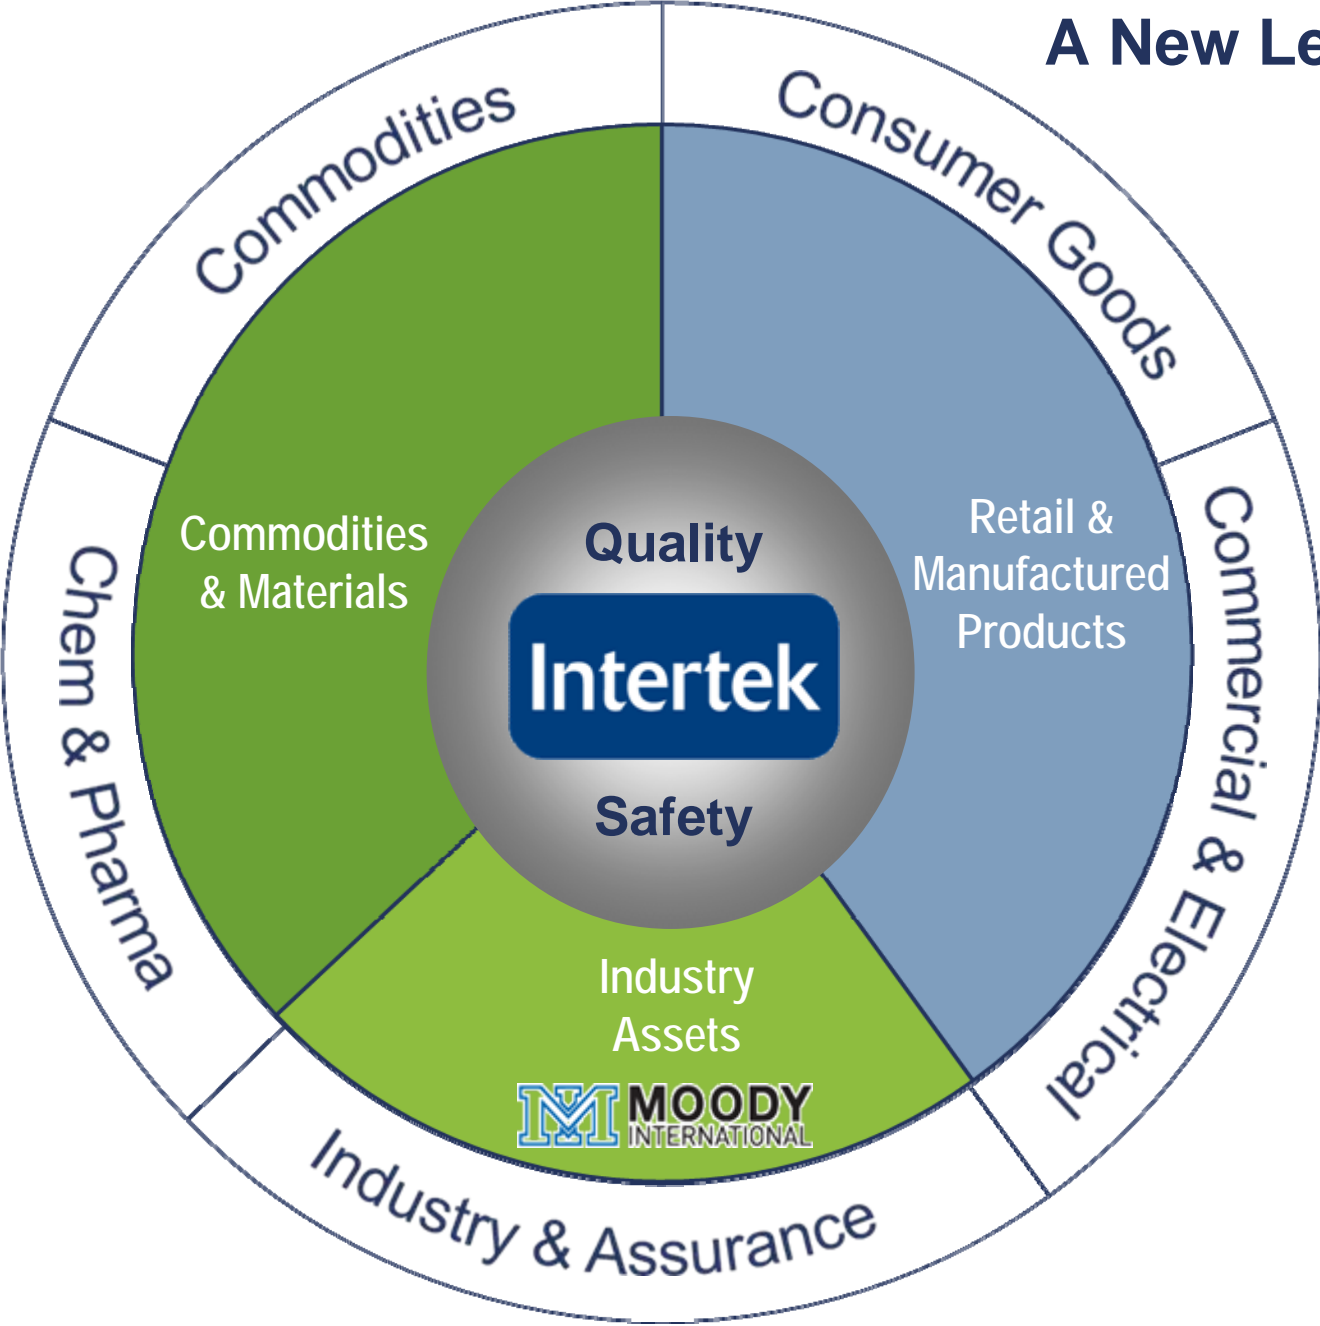 A New Le
Commodities
Consumer Goods
Commodities
& Materials
Retail &
Manufactured
Products
Quality
Intertek
Safety
Chem & Pharma
Commercial & Electrical
Industry
Assets
MOODY
INTERNATIONAL
Industry & Assurance